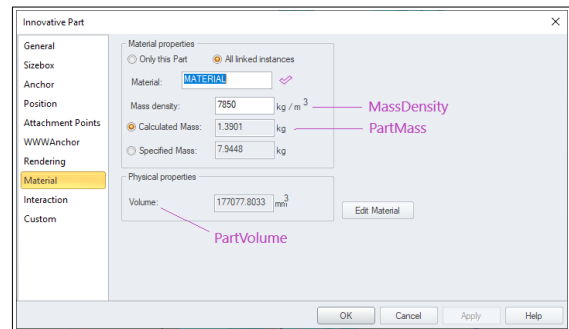 Innovative Part
General
Sizebox
Anchor
Position
Attachment Points
WWWAnchor
Rendering
Material
Interaction
Custom
Material properties
Only this Part All linked instances
Material: MATERIAL
Mass density: 7850 kg / m 3 MassDensity
Calculated Mass: 1.3901 kg PartMass
Specified Mass: 7.9448 kg
Physical properties
Volume: 177077.8033 mm3
Edit Material
PartVolume
OK Cancel Apply Help